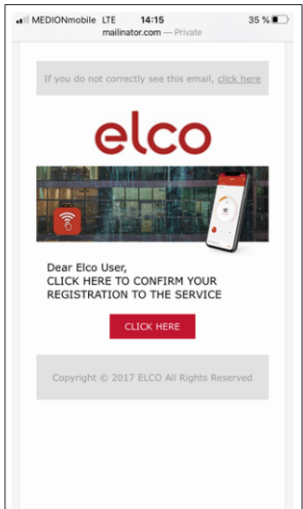 MEDIONmobile LTE 14:15 35 %
mailinator.com — Private
If you do not correctly see this email, click here
elco
Dear Elco User,
CLICK HERE TO CONFIRM YOUR
REGISTRATION TO THE SERVICE
CLICK HERE
Copyright © 2017 ELCO All Rights Reserved